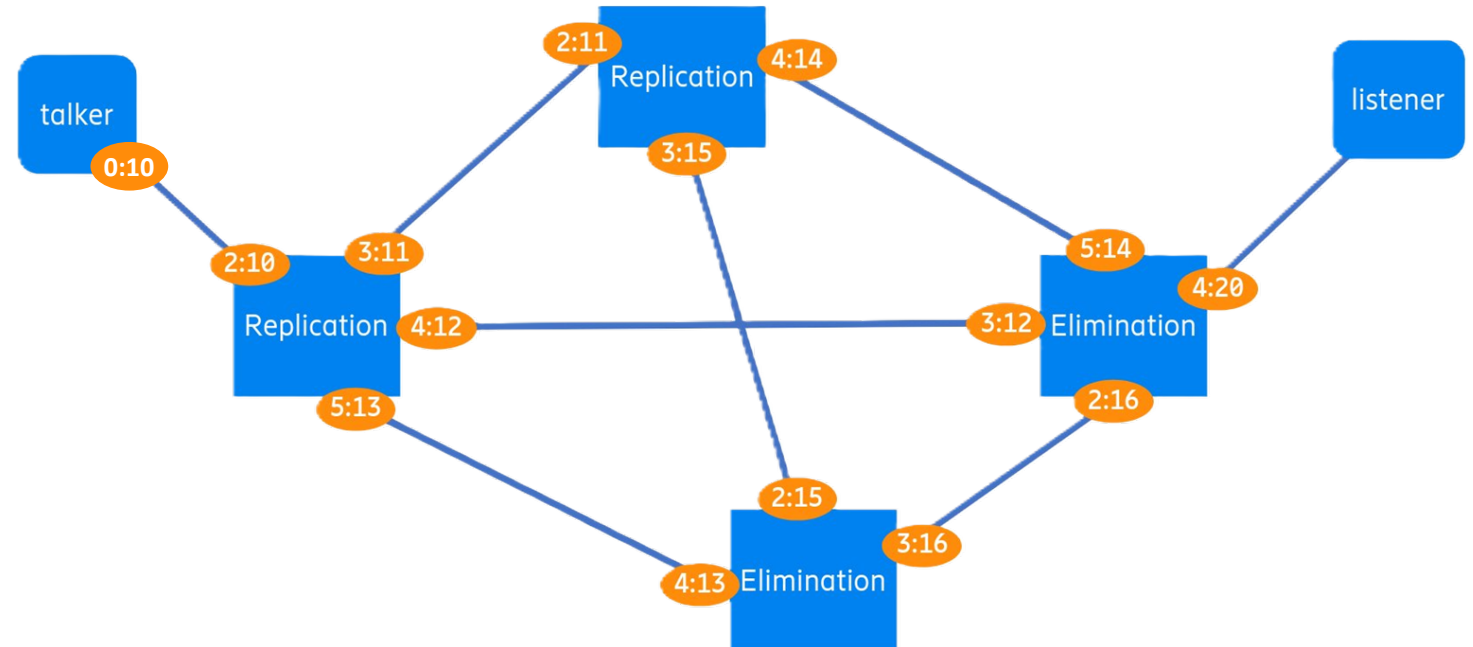 2:11
Replication
4:14
talker
listener
0:10
3:15
2:10
3:11
5:14
4:20
Replication
4:12
3:12
Elimination
5:13
2:16
2:15
3:16
4:13
Elimination